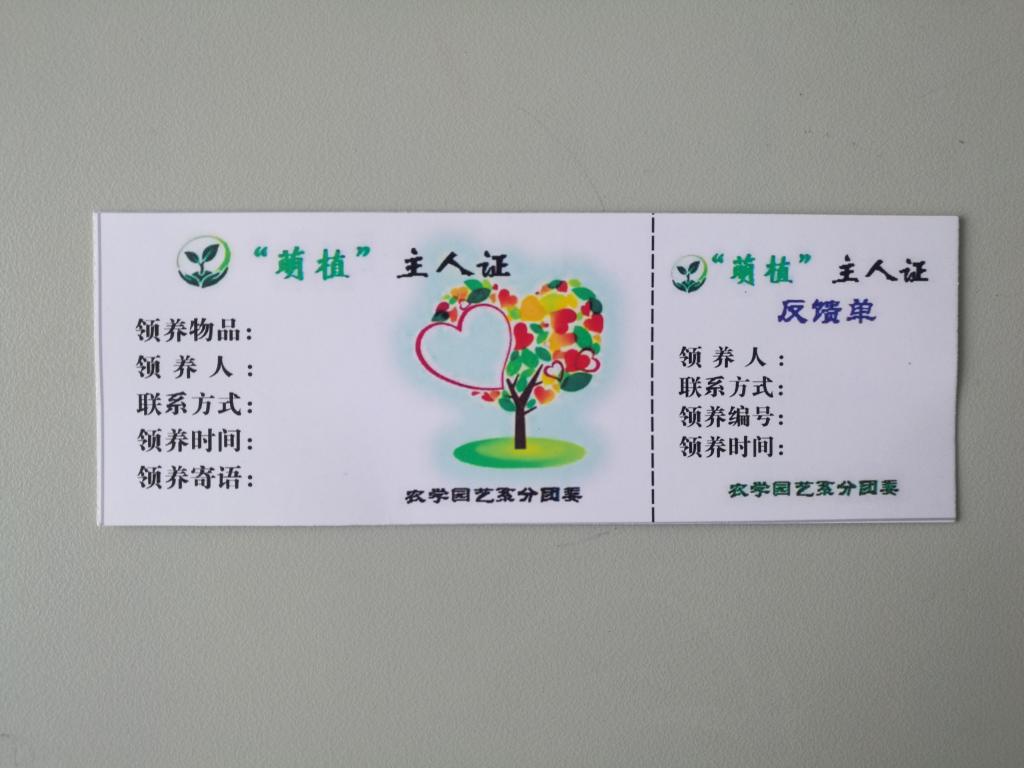 “萌植” 主人证
领养物品：
领 养 人 ：
联系方式：
领养时间：
领养寄语：
农学园艺系分团委
“萌植” 主人证
反馈单
领 养 人 ：
联系方式：
领养编号：
领养时间：
农学园艺系分团委